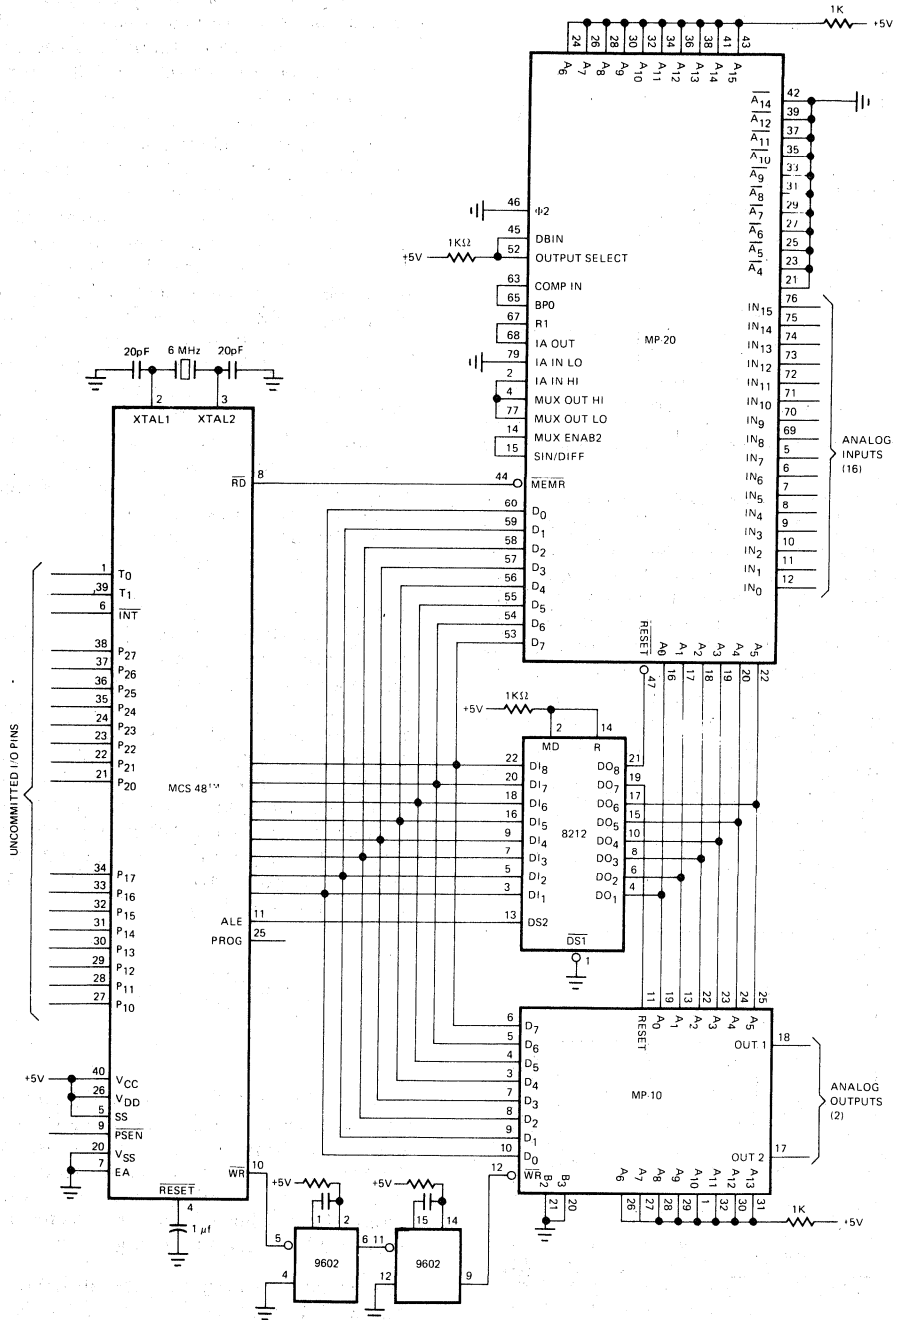 1K
+5V
24 26 28 30 32 34 36 38 41 43
A6 A7 A8 A9 A10 A11 A12 A13 A14 A15
42 A14
39 A12
37 A11
35 A10
33 A9
31 A8
29 A7
27 A6
25 A5
23 A4
21
46 Φ2
45 DBIN
+5V 1KΩ 52 OUTPUT SELECT
63 COMP IN
65 BP0
67 R1
68 IA OUT
79 IA IN LO
2 IA IN HI
4 MUX OUT HI
77 MUX OUT LO
14 MUX ENAB2
15 SIN/DIFF
44 MEMR
60 D0
59 D1
58 D2
57 D3
56 D4
55 D5
54 D6
53 D7
MP-20
IN15 76
IN14 75
IN13 74
IN12 73
IN11 72
IN10 71
IN9 70
IN8 69
IN7 5
IN6 6
IN5 7
IN4 8
IN3 9
IN2 10
IN1 11
IN0 12
ANALOG
INPUTS
(16)
RESET A0 A1 A2 A3 A4 A5
47 16 17 18 19 20 22
20pF 6 MHz 20pF
2 3
XTAL1 XTAL2
RD 8
1 T0
39 T1
6 INT
38 P27
37 P26
36 P25
35 P24
24 P23
23 P22
22 P21
21 P20
MCS 48™
UNCOMMITTED I/O PINS
34 P17
33 P16
32 P15
31 P14
30 P13
29 P12
28 P11
27 P10
ALE 11
PROG 25
+5V 40 VCC
26 VDD
5 SS
9 PSEN
20 VSS
7 EA
WR 10
RESET
4
1 µf
+5V 1KΩ
2 14
MD R
22 DI8 DO8 21
20 DI7 DO7 19
18 DI6 DO6 17
16 DI5 DO5 15
9 DI4 DO4 10
7 DI3 DO3 8
5 DI2 DO2 6
3 DI1 DO1 4
8212
13 DS2
DS1
1
11 19 13 22 23 24 25
RESET A0 A1 A2 A3 A4 A5
6 D7
5 D6
4 D5
3 D4
7 D3
8 D2
9 D1
10 D0
12 WR
MP-10
OUT 1 18
OUT 2 17
ANALOG
OUTPUTS
(2)
B2 B3 A6 A7 A8 A9 A10 A11 A12 A13
21 20 26 27 28 29 1 32 30 31
1K
+5V
+5V +5V
1 2 15 14
5 6 11
9602 9602
4 12 9